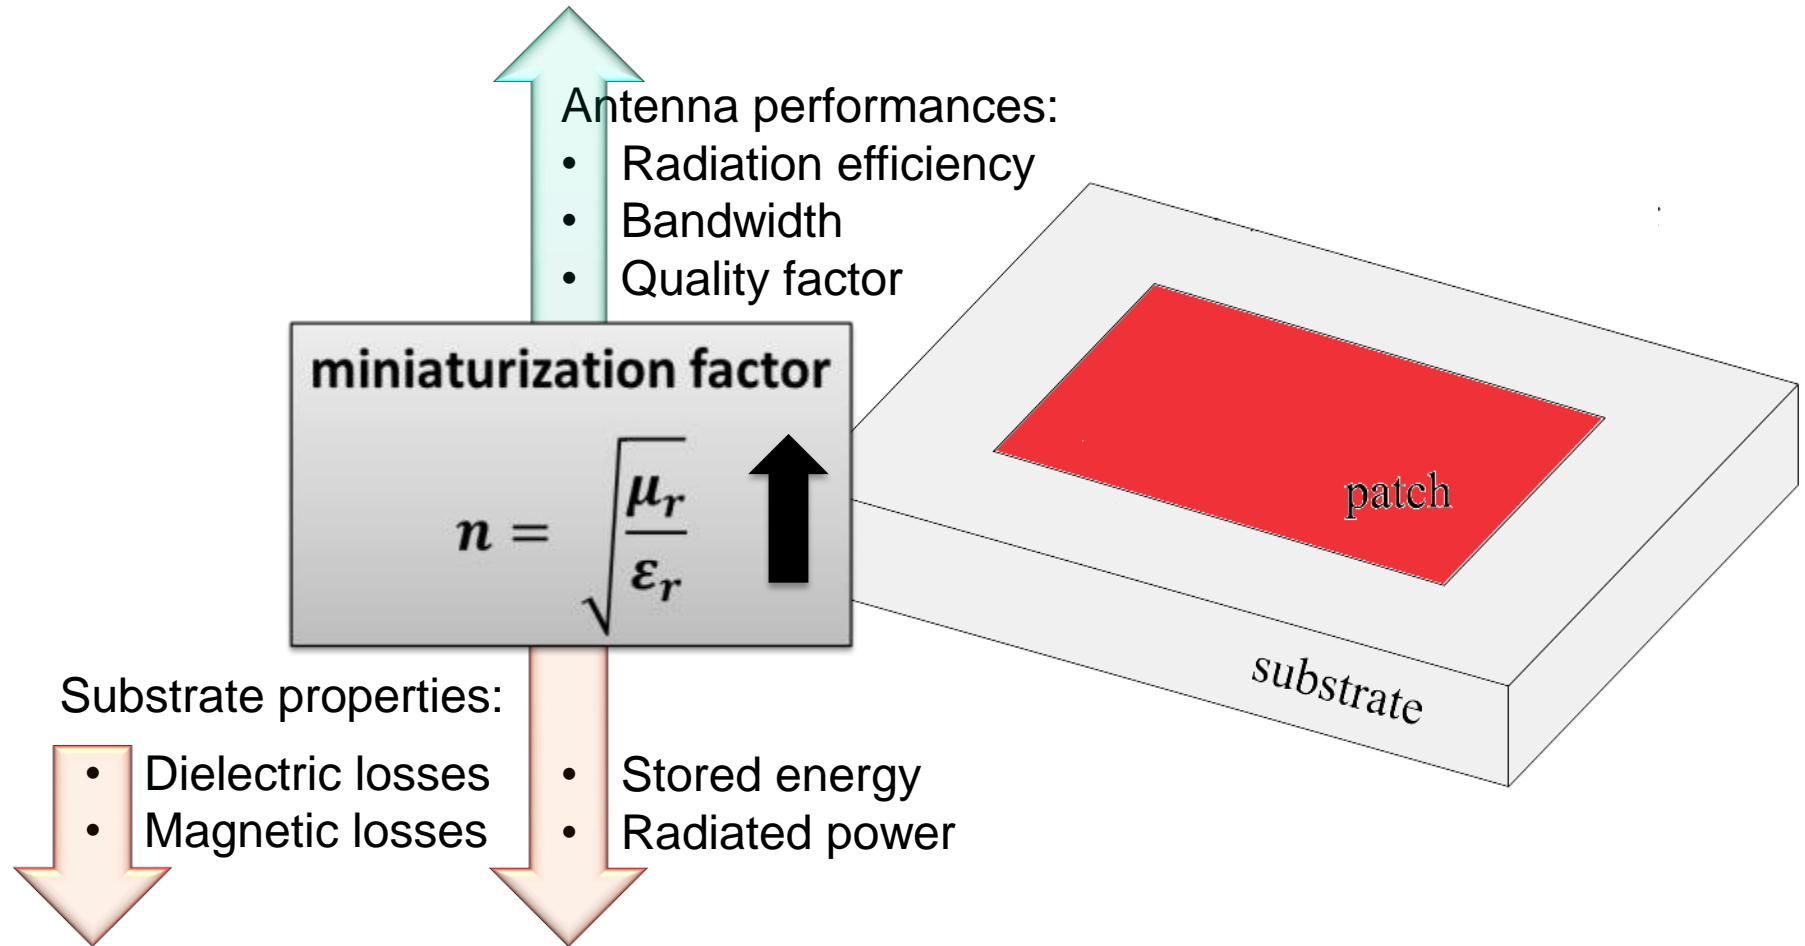 Antenna performances:
• Radiation efficiency
• Bandwidth
• Quality factor
miniaturization factor
n = √(μr/εr)
patch
substrate
Substrate properties:
• Dielectric losses
• Magnetic losses
• Stored energy
• Radiated power